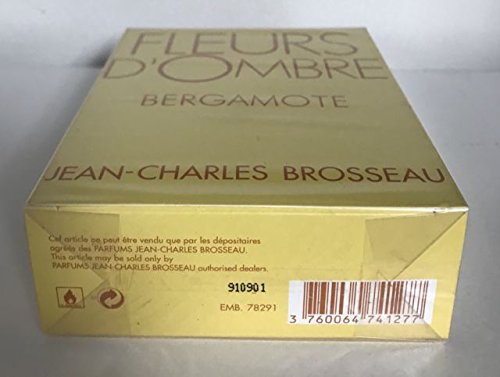 FLEURS
D'OMBRE
BERGAMOTE
JEAN-CHARLES BROSSEAU
Cet article ne peut être vendu que par les dépositaires
agréés des PARFUMS JEAN-CHARLES BROSSEAU.
This article may be sold only by
PARFUMS JEAN-CHARLES BROSSEAU authorised dealers.
910901
EMB. 78291
3 760064 741277